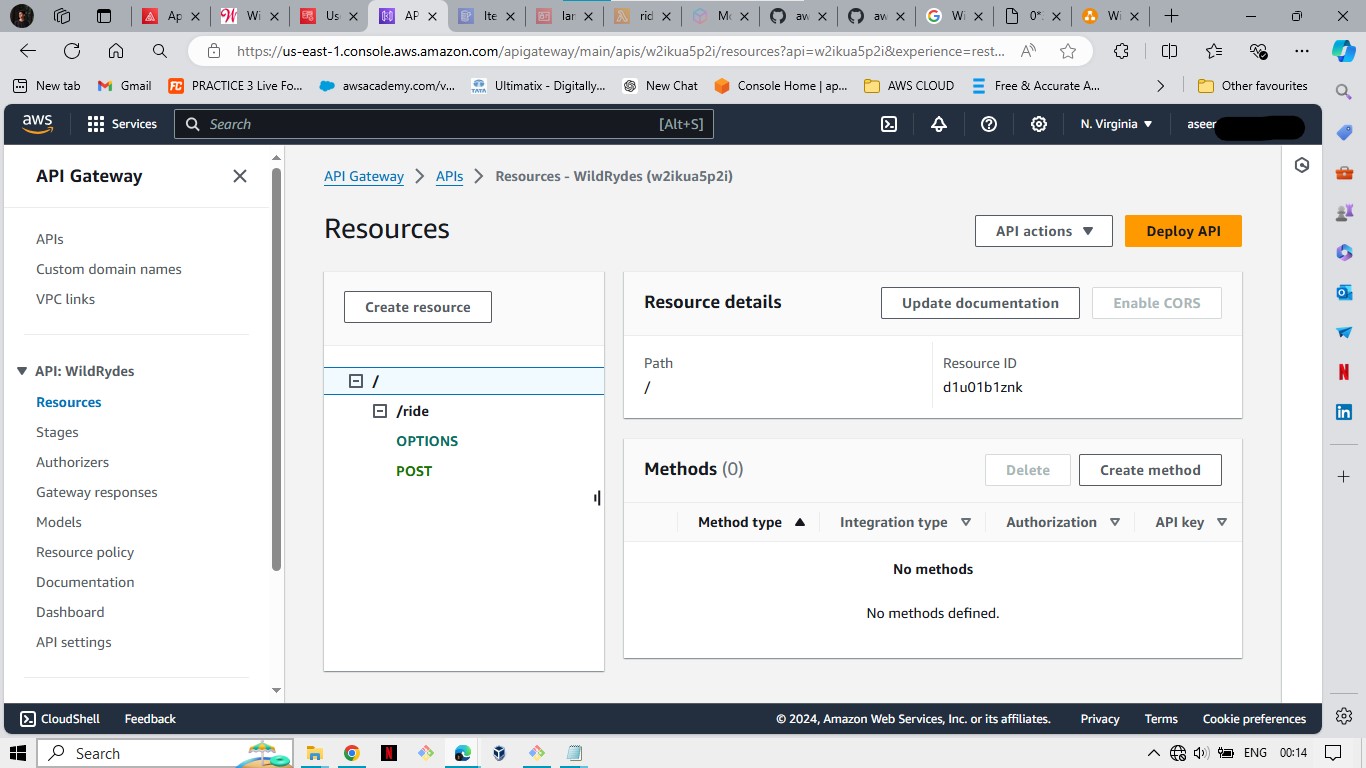 Ap
Wi
Use
AP
Ite
lar
rid
Mc
aw
aw
Wi
0*
Wi
https://us-east-1.console.aws.amazon.com/apigateway/main/apis/w2ikua5p2i/resources?api=w2ikua5p2i&experience=rest...
New tab
Gmail
PRACTICE 3 Live Fo...
awsacademy.com/v...
Ultimatix - Digitally...
New Chat
Console Home | ap...
AWS CLOUD
Free & Accurate A...
Other favourites
aws
Services
Search
[Alt+S]
N. Virginia
aseer
API Gateway
APIs
Custom domain names
VPC links
API: WildRydes
Resources
Stages
Authorizers
Gateway responses
Models
Resource policy
Documentation
Dashboard
API settings
API Gateway > APIs > Resources - WildRydes (w2ikua5p2i)
Resources
API actions
Deploy API
Create resource
/
/ride
OPTIONS
POST
Resource details
Update documentation
Enable CORS
Path
/
Resource ID
d1u01b1znk
Methods (0)
Delete
Create method
Method type
Integration type
Authorization
API key
No methods
No methods defined.
CloudShell
Feedback
© 2024, Amazon Web Services, Inc. or its affiliates.
Privacy
Terms
Cookie preferences
Search
ENG
00:14